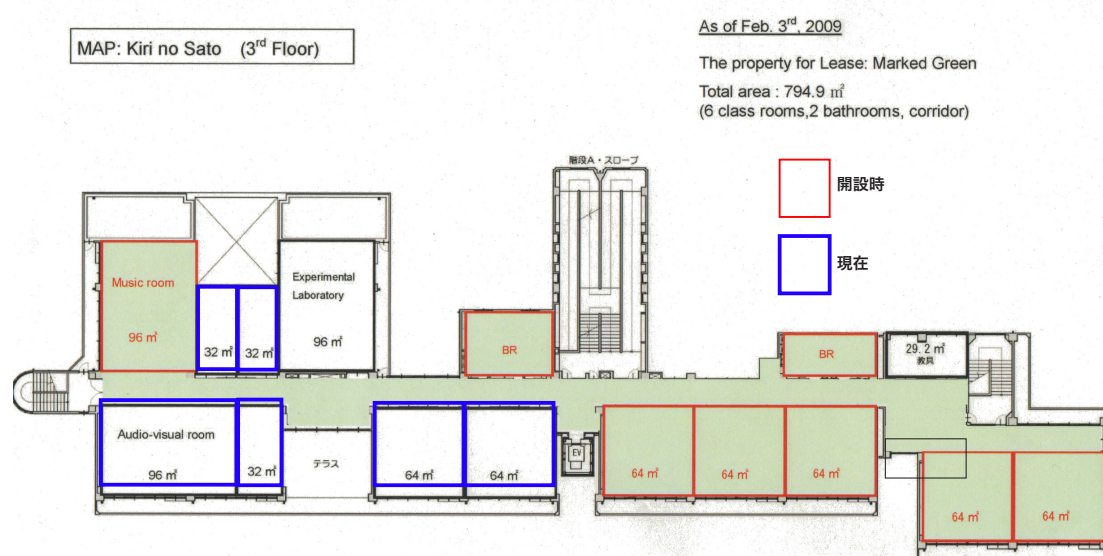 MAP: Kiri no Sato (3rd Floor)
As of Feb. 3rd, 2009
The property for Lease: Marked Green
Total area : 794.9 ㎡
(6 class rooms,2 bathrooms, corridor)
階段A・スロープ
開設時
現在
Music room
96 ㎡
32 ㎡
32 ㎡
Experimental
Laboratory
96 ㎡
BR
BR
29.2 ㎡
教具
Audio-visual room
96 ㎡
32 ㎡
テラス
64 ㎡
64 ㎡
EV
64 ㎡
64 ㎡
64 ㎡
64 ㎡
64 ㎡